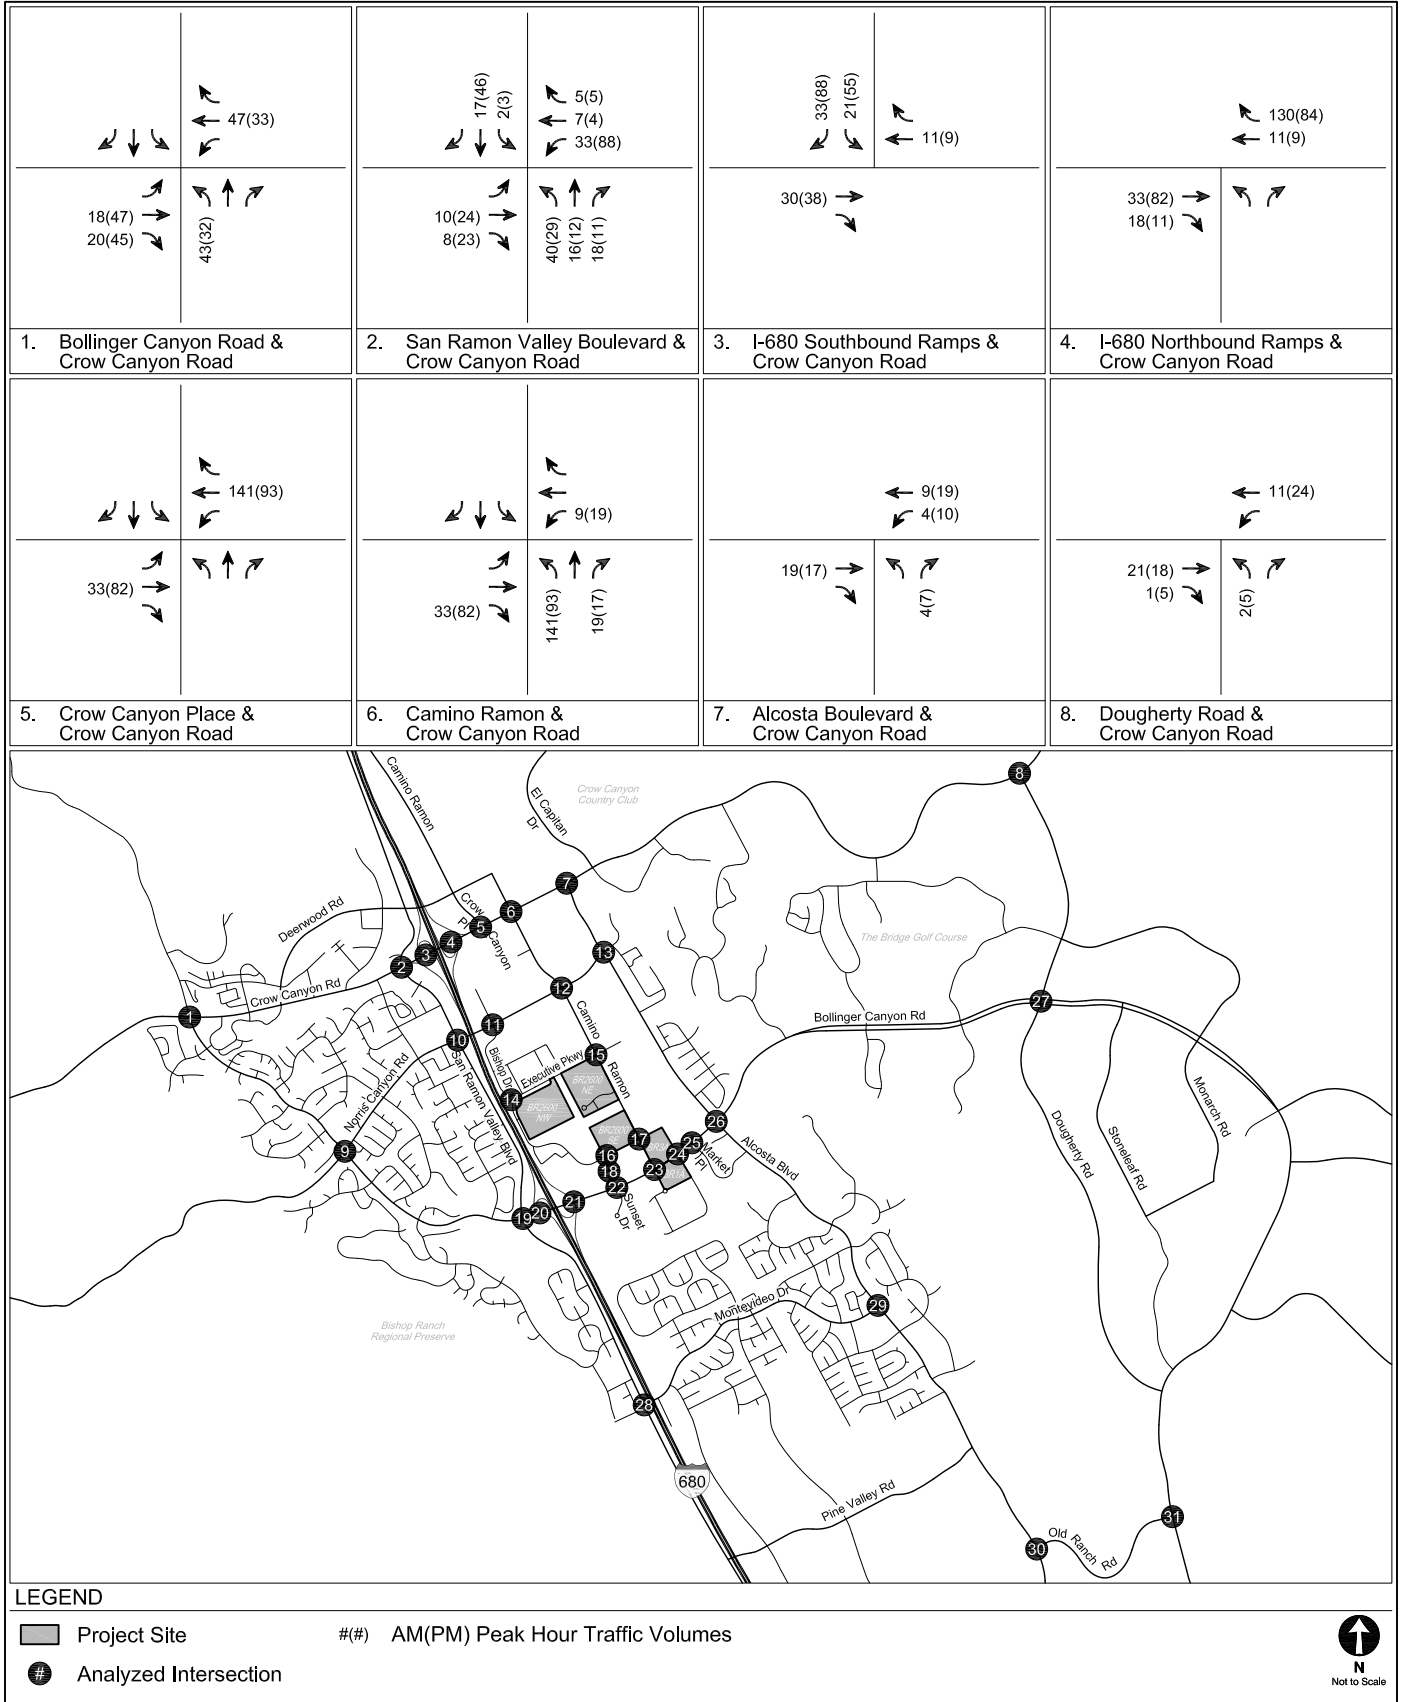 47(33)
18(47)
20(45)
43(32)
1. Bollinger Canyon Road &
Crow Canyon Road
17(46)
2(3)
5(5)
7(4)
33(88)
10(24)
8(23)
40(29)
16(12)
18(11)
2. San Ramon Valley Boulevard &
Crow Canyon Road
33(88)
21(55)
11(9)
30(38)
3. I-680 Southbound Ramps &
Crow Canyon Road
130(84)
11(9)
33(82)
18(11)
4. I-680 Northbound Ramps &
Crow Canyon Road
141(93)
33(82)
5. Crow Canyon Place &
Crow Canyon Road
9(19)
33(82)
141(93)
19(17)
6. Camino Ramon &
Crow Canyon Road
9(19)
4(10)
19(17)
4(7)
7. Alcosta Boulevard &
Crow Canyon Road
11(24)
21(18)
1(5)
2(5)
8. Dougherty Road &
Crow Canyon Road
Camino Ramon
El Capitan
Dr
Crow Canyon
Country Club
8
7
6
5
4
3
2
1
Crow Canyon
Pl
Deerwood Rd
Crow Canyon Rd
13
12
11
10
The Bridge Golf Course
27
Bollinger Canyon Rd
Norris Canyon Rd
San Ramon Valley Blvd
Bishop Dr
Executive Pkwy
Camino
Ramon
15
14
BR2600
NE
BR2600
NW
BR2600
SE
9
16
17
18
19
20
21
22
23
24
25
26
BR1A
Market
Pl
Sunset
Dr
Alcosta Blvd
Dougherty Rd
Stoneleaf Rd
Monarch Rd
Bishop Ranch
Regional Preserve
Montevideo Dr
29
28
680
Pine Valley Rd
30
Old Ranch Rd
31
LEGEND
Project Site
#(#) AM(PM) Peak Hour Traffic Volumes
# Analyzed Intersection
N
Not to Scale